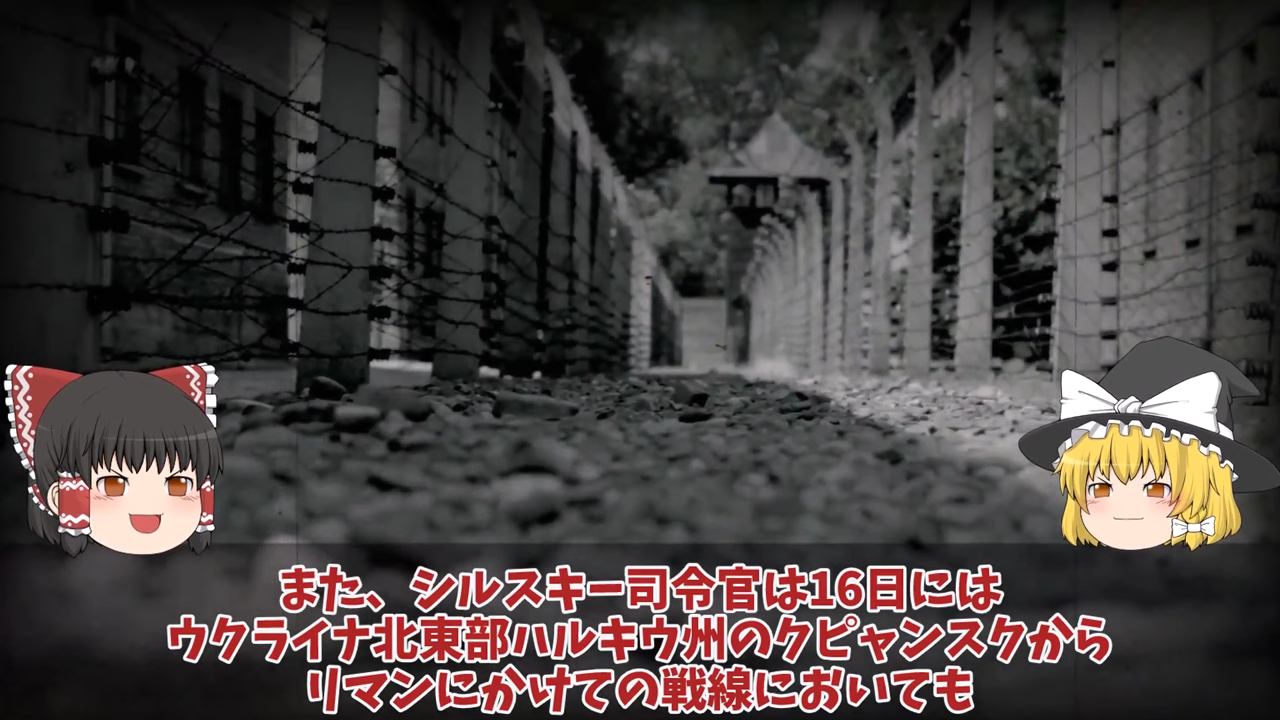 また、シルスキー司令官は16日には
ウクライナ北東部ハルキウ州のクピャンスクから
リマンにかけての戦線においても